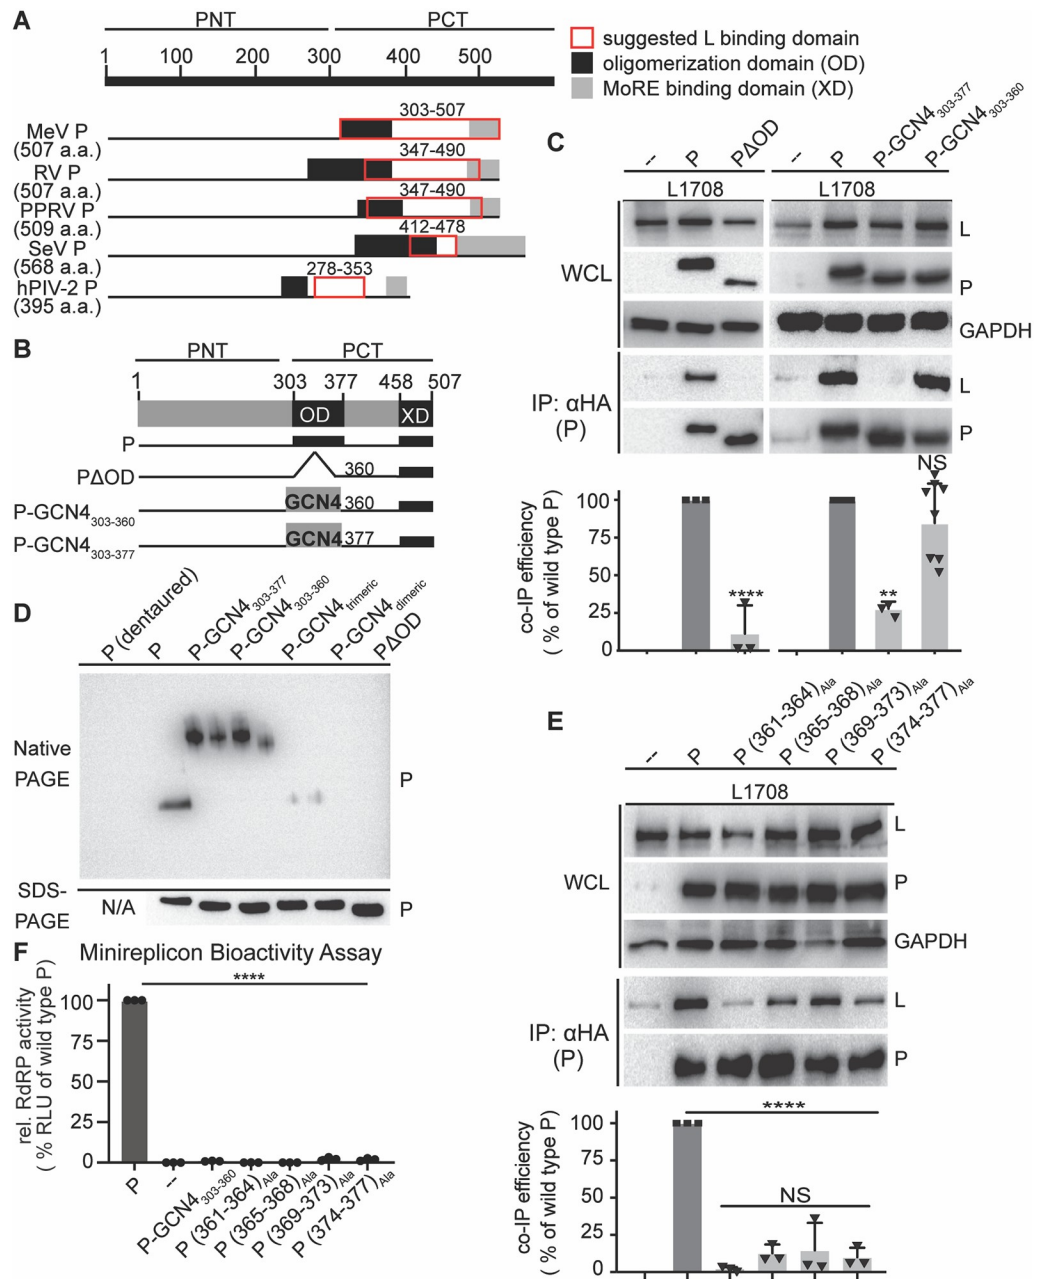 A
PNT PCT
1 100 200 300 400 500
suggested L binding domain
oligomerization domain (OD)
MoRE binding domain (XD)
303-507
MeV P
(507 a.a.)
347-490
RV P
(507 a.a.)
347-490
PPRV P
(509 a.a.)
412-478
SeV P
(568 a.a.)
278-353
hPIV-2 P
(395 a.a.)
B
PNT PCT
1 303 377 458 507
OD XD
P
PΔOD 360
P-GCN4303-360 GCN4 360
P-GCN4303-377 GCN4 377
C
-- P PΔOD -- P P-GCN4303-377 P-GCN4303-360
L1708 L1708
WCL
L
P
GAPDH
IP: αHA
(P)
L
P
co-IP efficiency
( % of wild type P)
100
75
50
25
0
****
**
NS
D
P (dentaured) P P-GCN4303-377 P-GCN4303-360 P-GCN4trimeric P-GCN4dimeric PΔOD
Native
PAGE
P
SDS-
PAGE
N/A
P
E
-- P P (361-364)Ala P (365-368)Ala P (369-373)Ala P (374-377)Ala
L1708
WCL
L
P
GAPDH
IP: αHA
(P)
L
P
co-IP efficiency
( % of wild type P)
100
75
50
25
0
****
NS
F
Minireplicon Bioactivity Assay
****
rel. RdRP activity
( % RLU of wild type P)
100
75
50
25
0
P -- P-GCN4303-360 P (361-364)Ala P (365-368)Ala P (369-373)Ala P (374-377)Ala